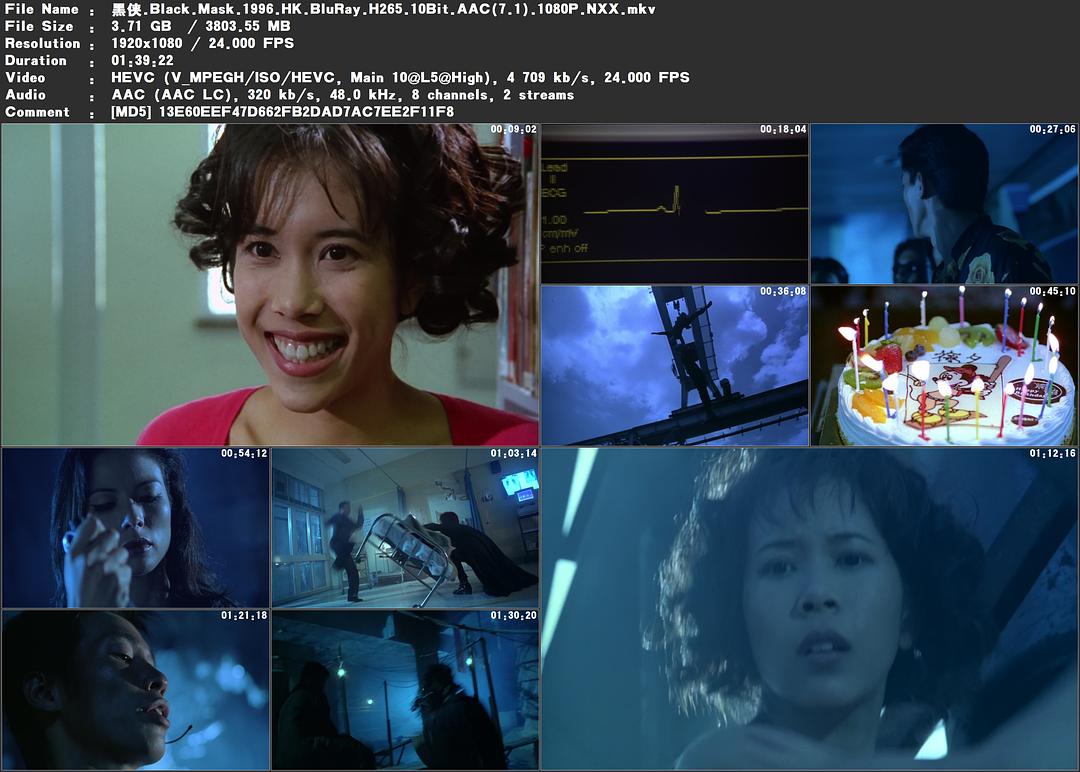 File Name : 黑侠.Black.Mask.1996.HK.BluRay.H265.10Bit.AAC(7.1).1080P.NXX.mkv
File Size : 3.71 GB / 3803.55 MB
Resolution : 1920x1080 / 24.000 FPS
Duration : 01:39:22
Video : HEVC (V_MPEGH/ISO/HEVC, Main 10@L5@High), 4 709 kb/s, 24.000 FPS
Audio : AAC (AAC LC), 320 kb/s, 48.0 kHz, 8 channels, 2 streams
Comment : [MD5] 13E60EEF47D662FB2DAD7AC7EE2F11F8
00:09:02
00:18:04
Lead
II
ECG
1.00
cm/mV
P enh off
00:27:06
00:36:08
00:45:10
00:54:12
01:03:14
01:12:16
01:21:18
01:30:20